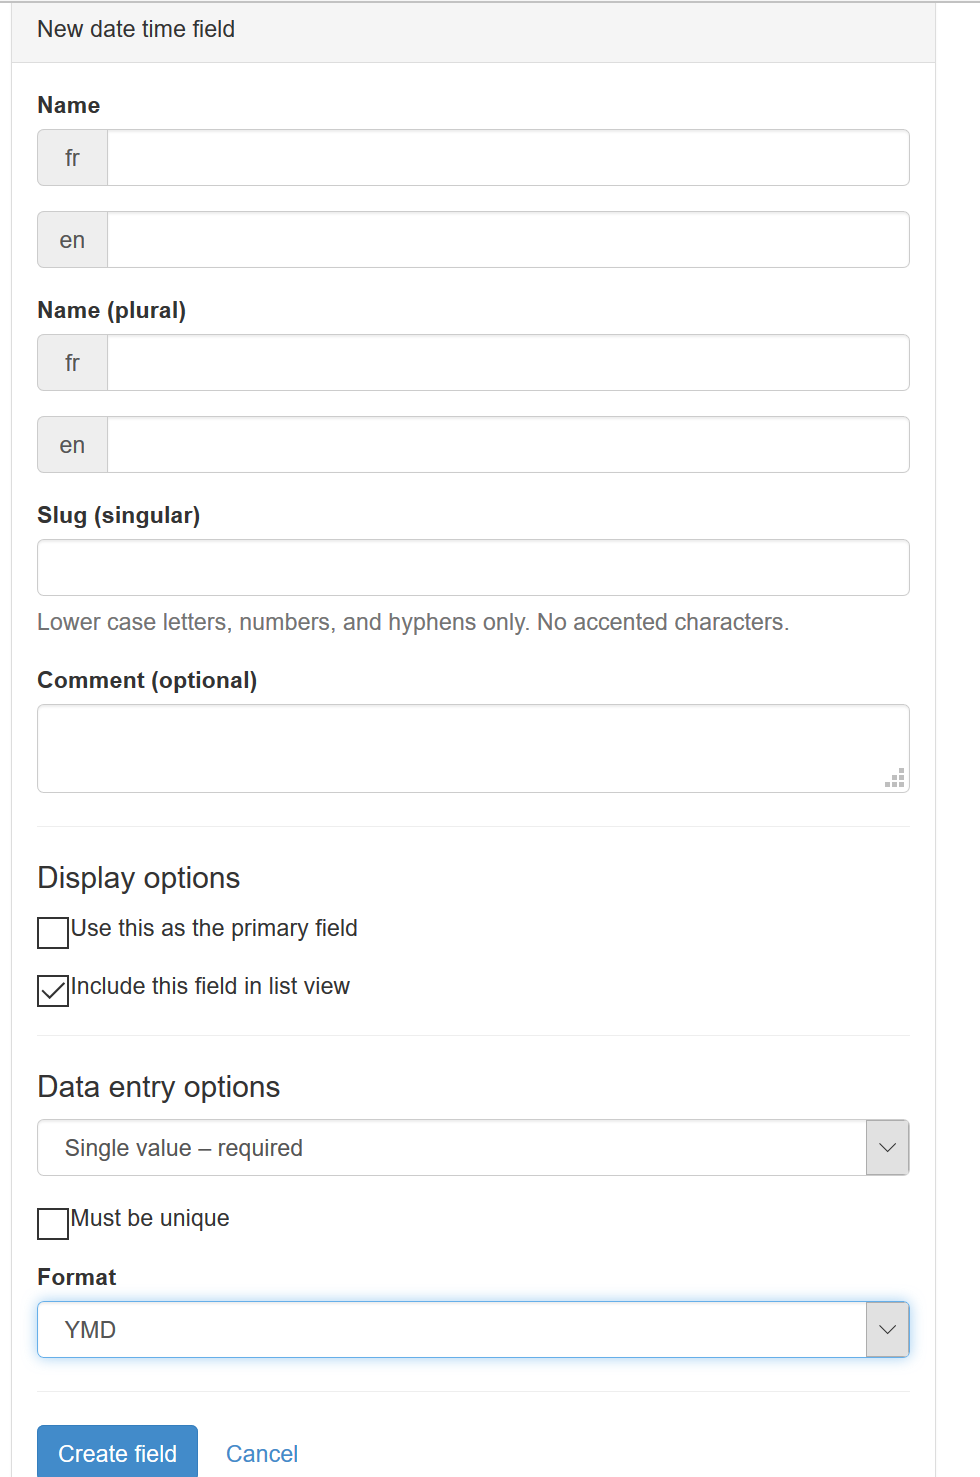 New date time field
Name
fr
en
Name (plural)
fr
en
Slug (singular)
Lower case letters, numbers, and hyphens only. No accented characters.
Comment (optional)
Display options
Use this as the primary field
Include this field in list view
Data entry options
Single value – required
Must be unique
Format
YMD
Create field Cancel